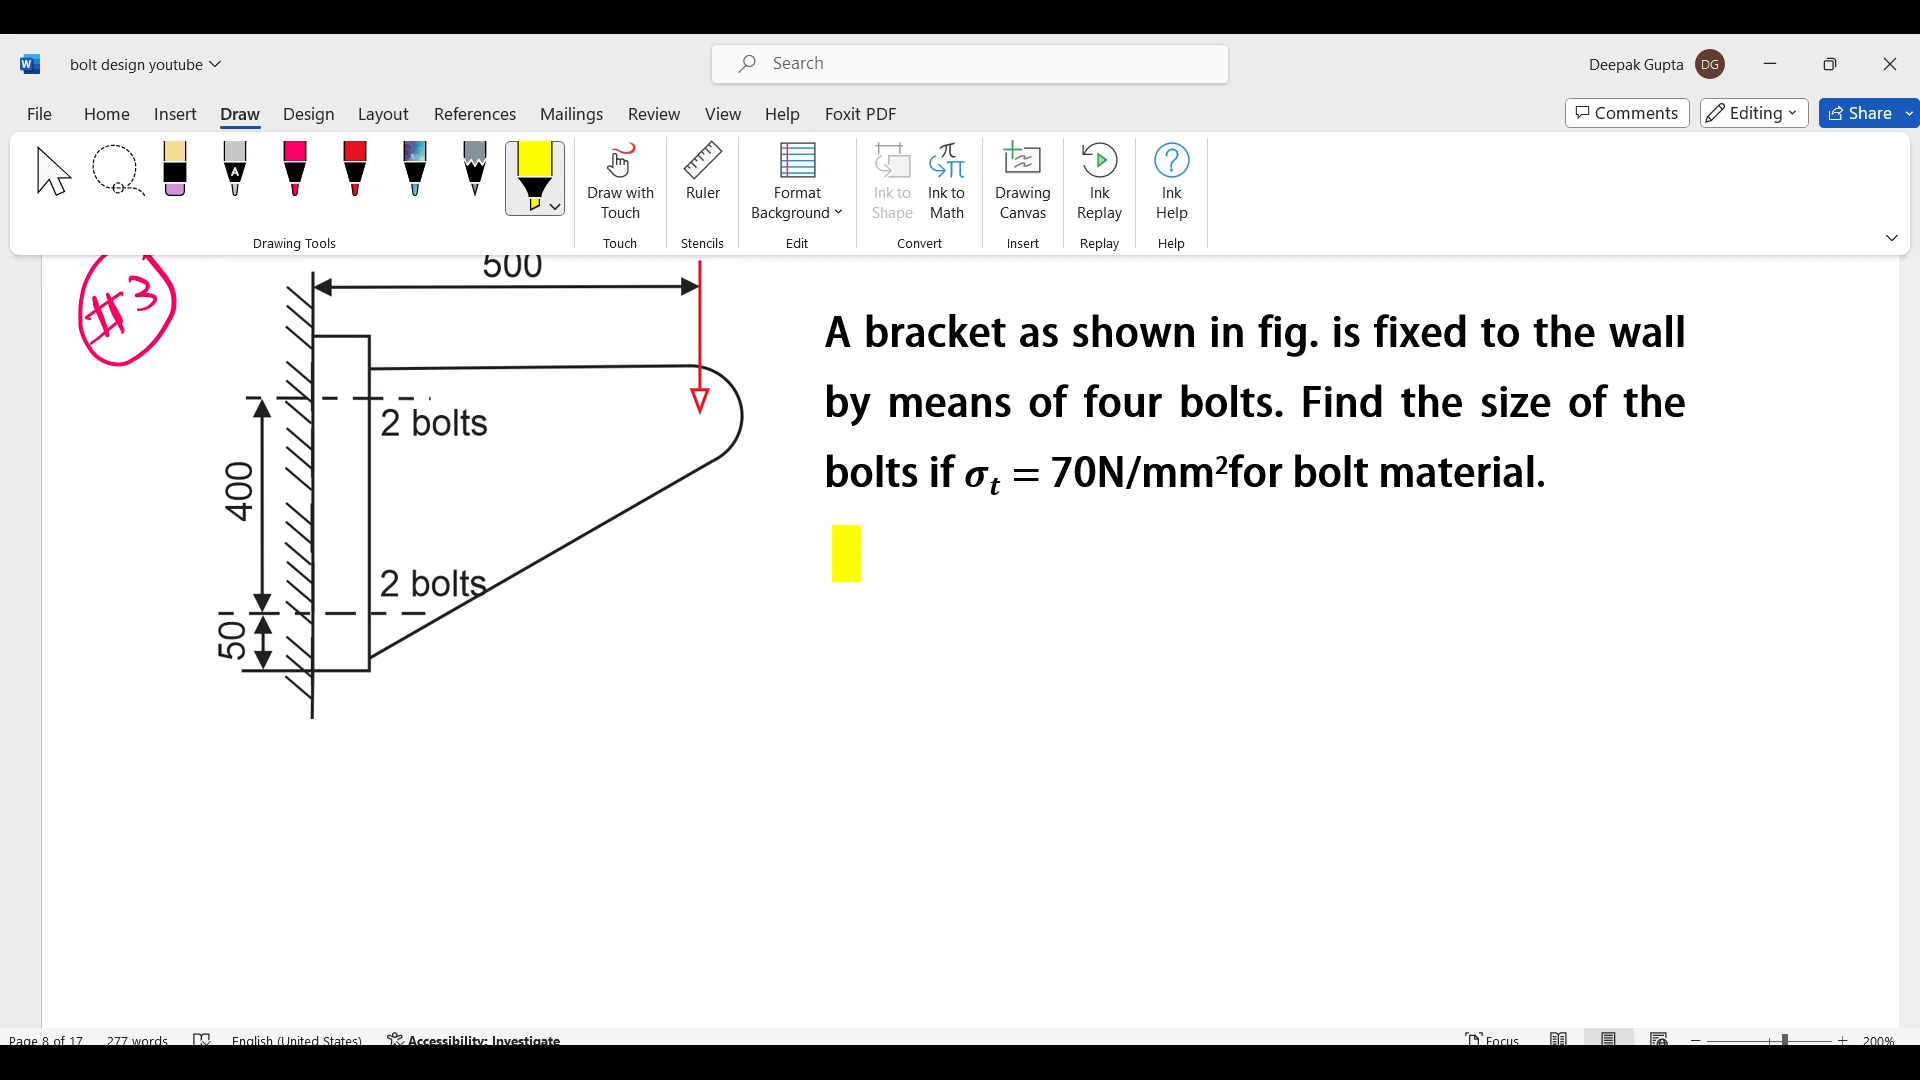 bolt design youtube
Search
Deepak Gupta DG
File Home Insert Draw Design Layout References Mailings Review View Help Foxit PDF
Comments Editing Share
A
Draw with Touch
Ruler
Format Background
Ink to Shape
Ink to Math
Drawing Canvas
Ink Replay
Ink Help
Drawing Tools Touch Stencils Edit Convert Insert Replay Help
#3
500
A bracket as shown in fig. is fixed to the wall
by means of four bolts. Find the size of the
bolts if σₜ = 70N/mm²for bolt material.
2 bolts
400
2 bolts
50
Page 8 of 17 277 words English (United States) Accessibility: Investigate Focus 200%